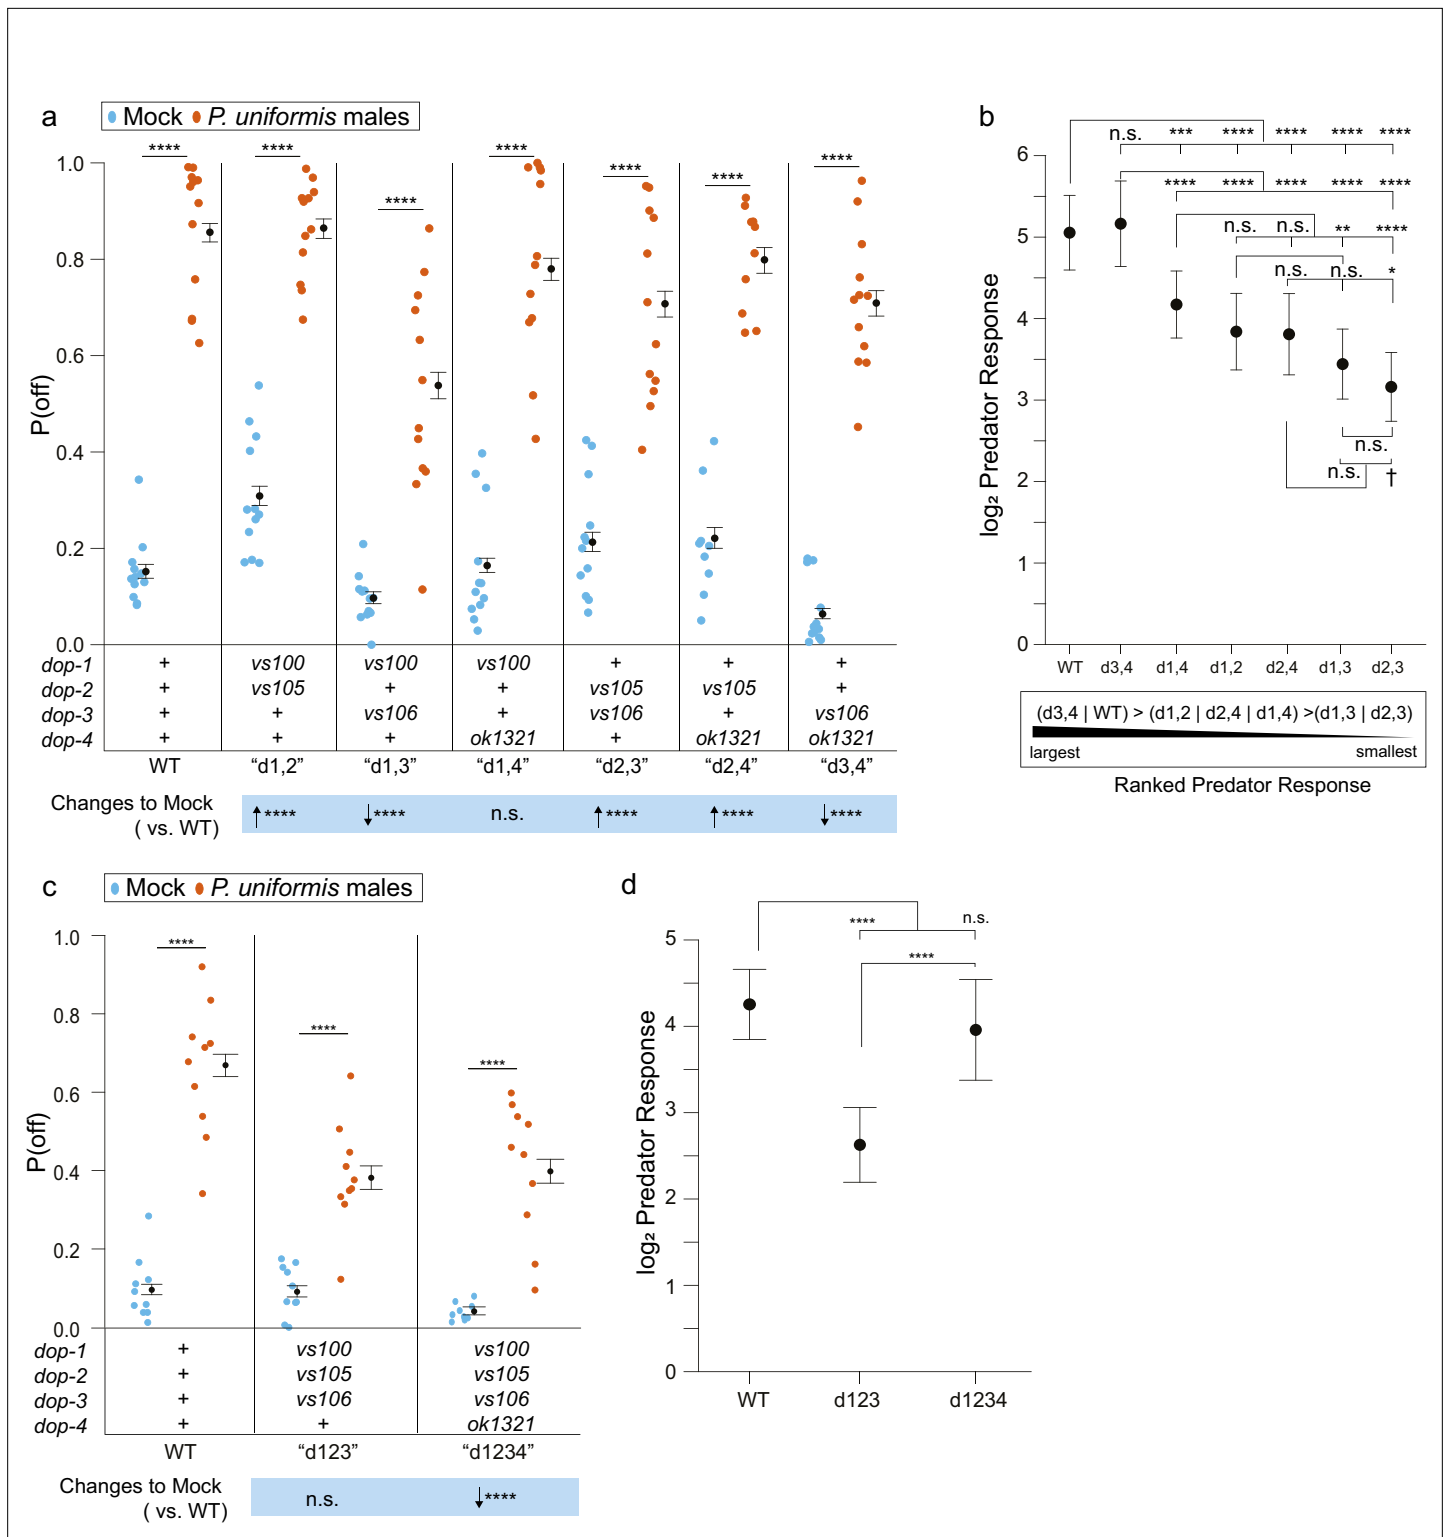 a
Mock P. uniformis males
**** **** **** **** **** **** ****
P(off)
1.0
0.8
0.6
0.4
0.2
0.0
dop-1 + vs100 vs100 vs100 + + +
dop-2 + vs105 + + vs105 vs105 +
dop-3 + + vs106 + vs106 + vs106
dop-4 + + + ok1321 + ok1321 ok1321
WT “d1,2” “d1,3” “d1,4” “d2,3” “d2,4” “d3,4”
Changes to Mock
( vs. WT)
↑**** ↓**** n.s. ↑**** ↑**** ↓****
b
n.s. *** **** **** **** ****
**** **** **** **** ****
n.s. n.s. ** ****
n.s. n.s. *
n.s.
n.s. †
log₂ Predator Response
6
5
4
3
2
1
0
WT d3,4 d1,4 d1,2 d2,4 d1,3 d2,3
(d3,4 | WT) > (d1,2 | d2,4 | d1,4) >(d1,3 | d2,3)
largest smallest
Ranked Predator Response
c
Mock P. uniformis males
**** **** ****
P(off)
1.0
0.8
0.6
0.4
0.2
0.0
dop-1 + vs100 vs100
dop-2 + vs105 vs105
dop-3 + vs106 vs106
dop-4 + + ok1321
WT “d123” “d1234”
Changes to Mock
( vs. WT)
n.s. ↓****
d
**** n.s.
****
log₂ Predator Response
5
4
3
2
1
0
WT d123 d1234